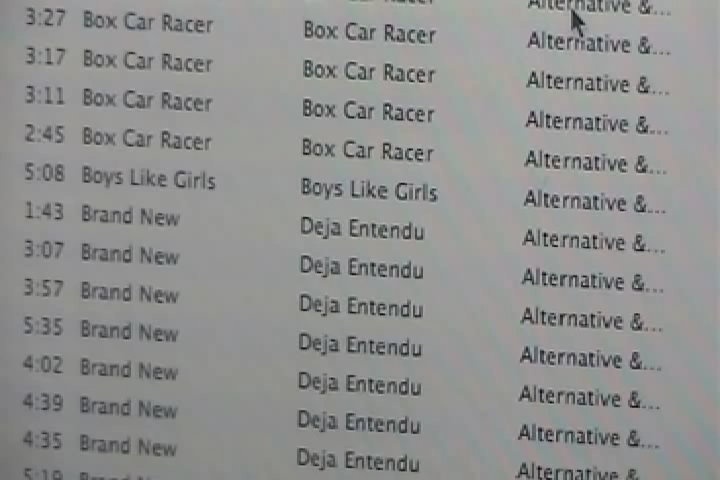 Alternative &...
3:27 Box Car Racer Box Car Racer Alternative &...
3:17 Box Car Racer Box Car Racer Alternative &...
3:11 Box Car Racer Box Car Racer Alternative &...
2:45 Box Car Racer Box Car Racer Alternative &...
5:08 Boys Like Girls Boys Like Girls Alternative &...
1:43 Brand New Deja Entendu Alternative &...
3:07 Brand New Deja Entendu Alternative &...
3:57 Brand New Deja Entendu Alternative &...
5:35 Brand New Deja Entendu Alternative &...
4:02 Brand New Deja Entendu Alternative &...
4:39 Brand New Deja Entendu Alternative &...
4:35 Brand New Deja Entendu Alternative &...